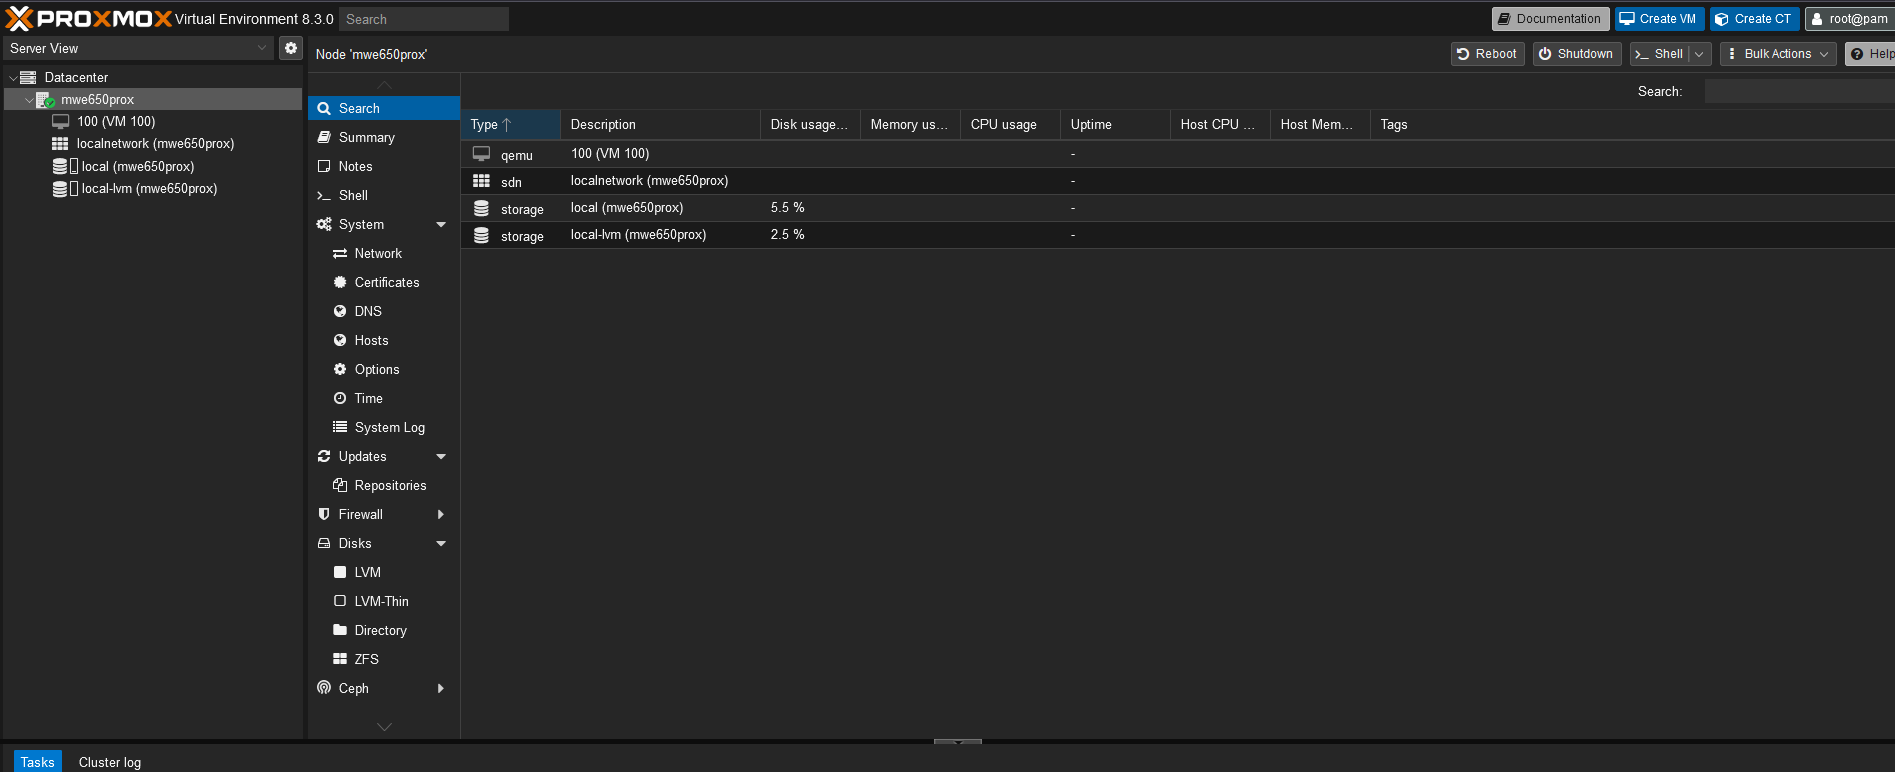 PROXMOX Virtual Environment 8.3.0 Search Documentation Create VM Create CT root@pam
Server View
Node 'mwe650prox' Reboot Shutdown Shell Bulk Actions Help
Datacenter
mwe650prox
100 (VM 100)
localnetwork (mwe650prox)
local (mwe650prox)
local-lvm (mwe650prox)
Search
Summary
Notes
Shell
System
Network
Certificates
DNS
Hosts
Options
Time
System Log
Updates
Repositories
Firewall
Disks
LVM
LVM-Thin
Directory
ZFS
Ceph
Search:
Type Description Disk usage... Memory us... CPU usage Uptime Host CPU ... Host Mem... Tags
qemu 100 (VM 100) -
sdn localnetwork (mwe650prox) -
storage local (mwe650prox) 5.5 % -
storage local-lvm (mwe650prox) 2.5 % -
Tasks Cluster log